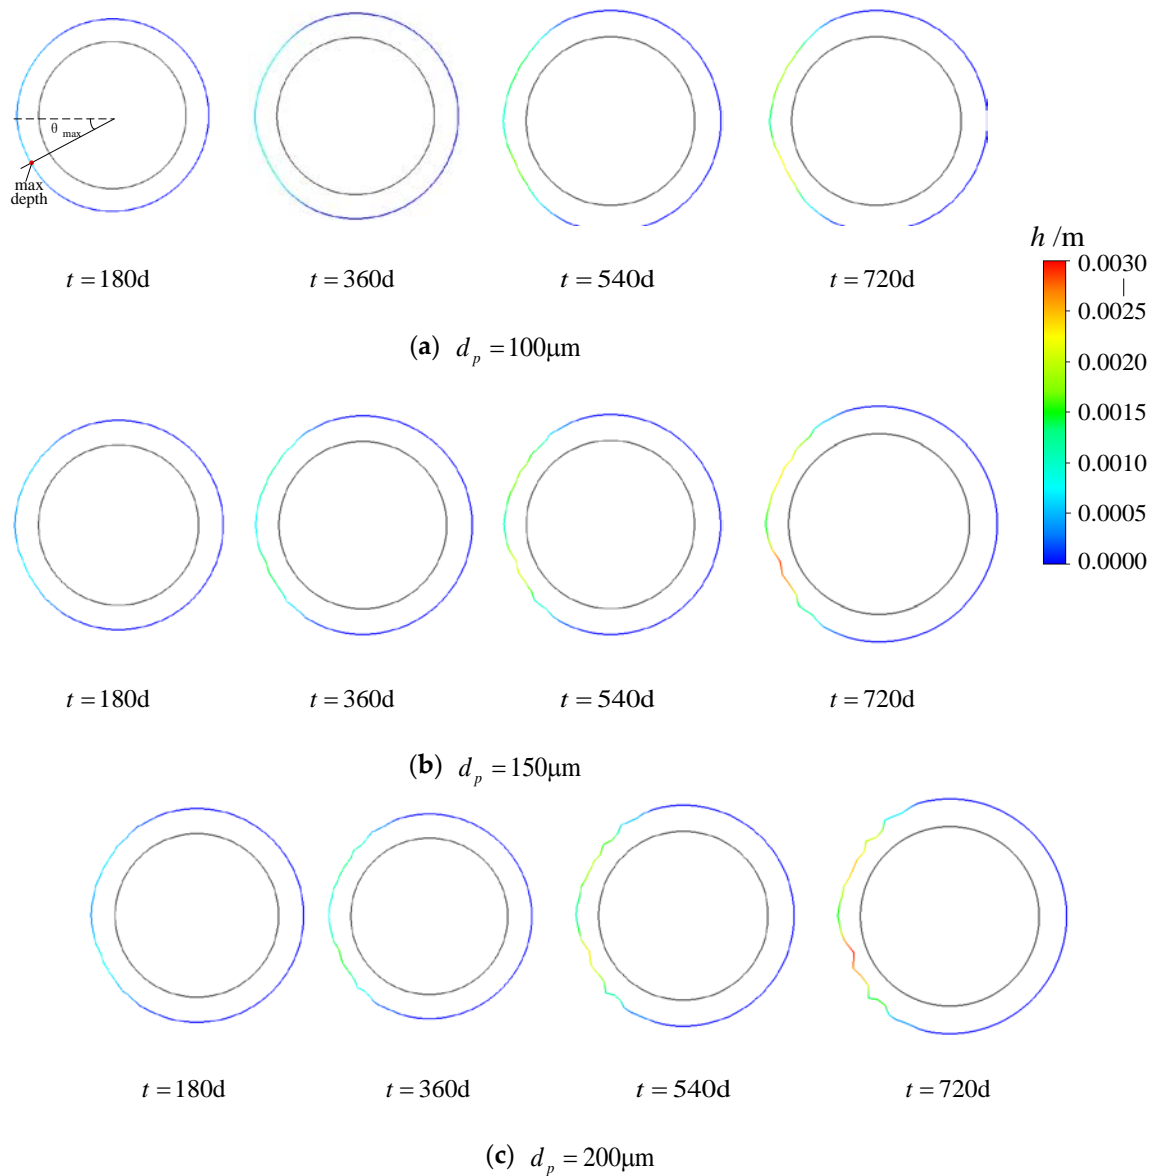 θ max
max
depth
t = 180d
t = 360d
t = 540d
t = 720d
h /m
0.0030
0.0025
0.0020
0.0015
0.0010
0.0005
0.0000
(a) d_p = 100μm
t = 180d
t = 360d
t = 540d
t = 720d
(b) d_p = 150μm
t = 180d
t = 360d
t = 540d
t = 720d
(c) d_p = 200μm